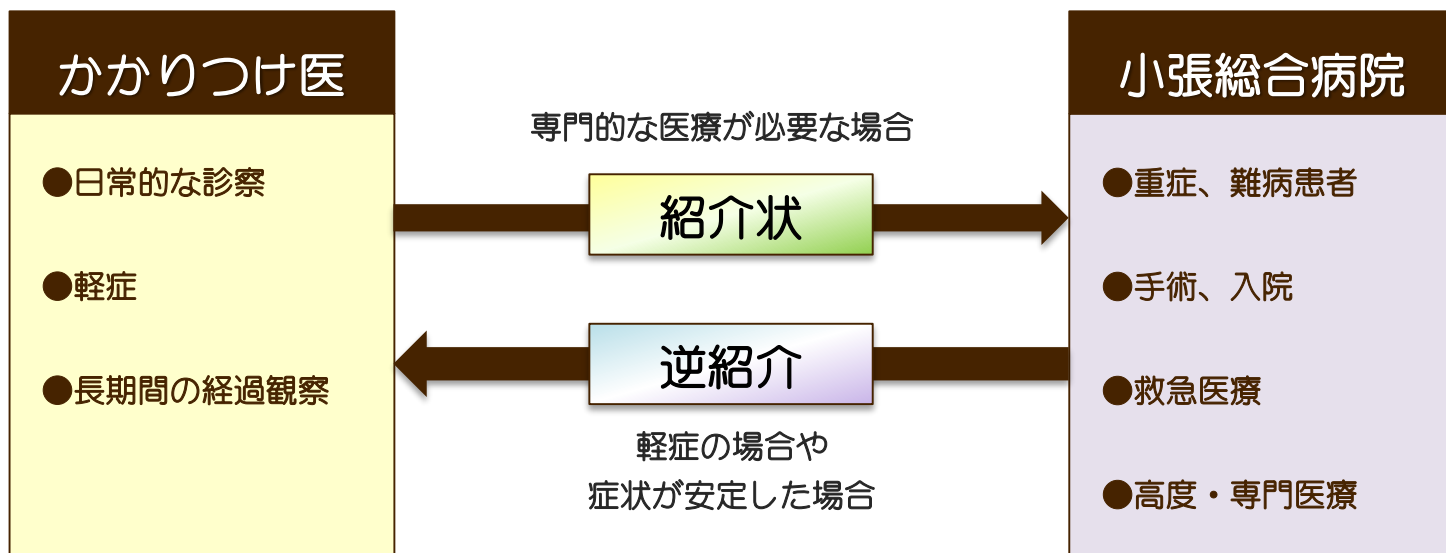 かかりつけ医
●日常的な診察
●軽症
●長期間の経過観察
専門的な医療が必要な場合
紹介状
逆紹介
軽症の場合や
症状が安定した場合
小張総合病院
●重症、難病患者
●手術、入院
●救急医療
●高度・専門医療